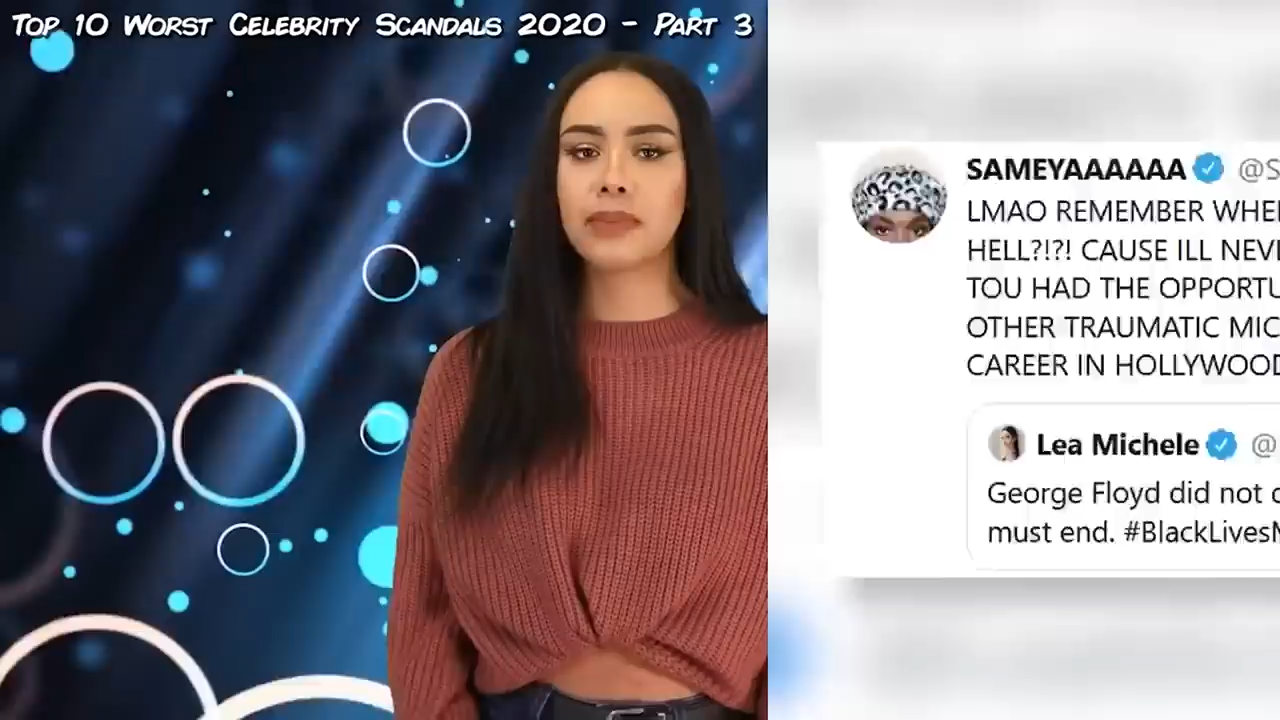 Top 10 Worst Celebrity Scandals 2020 - Part 3
SAMEYAAAAAA @S
LMAO REMEMBER WHE
HELL?!?! CAUSE ILL NEV
TOU HAD THE OPPORTU
OTHER TRAUMATIC MIC
CAREER IN HOLLYWOOD
Lea Michele @
George Floyd did not
must end. #BlackLives